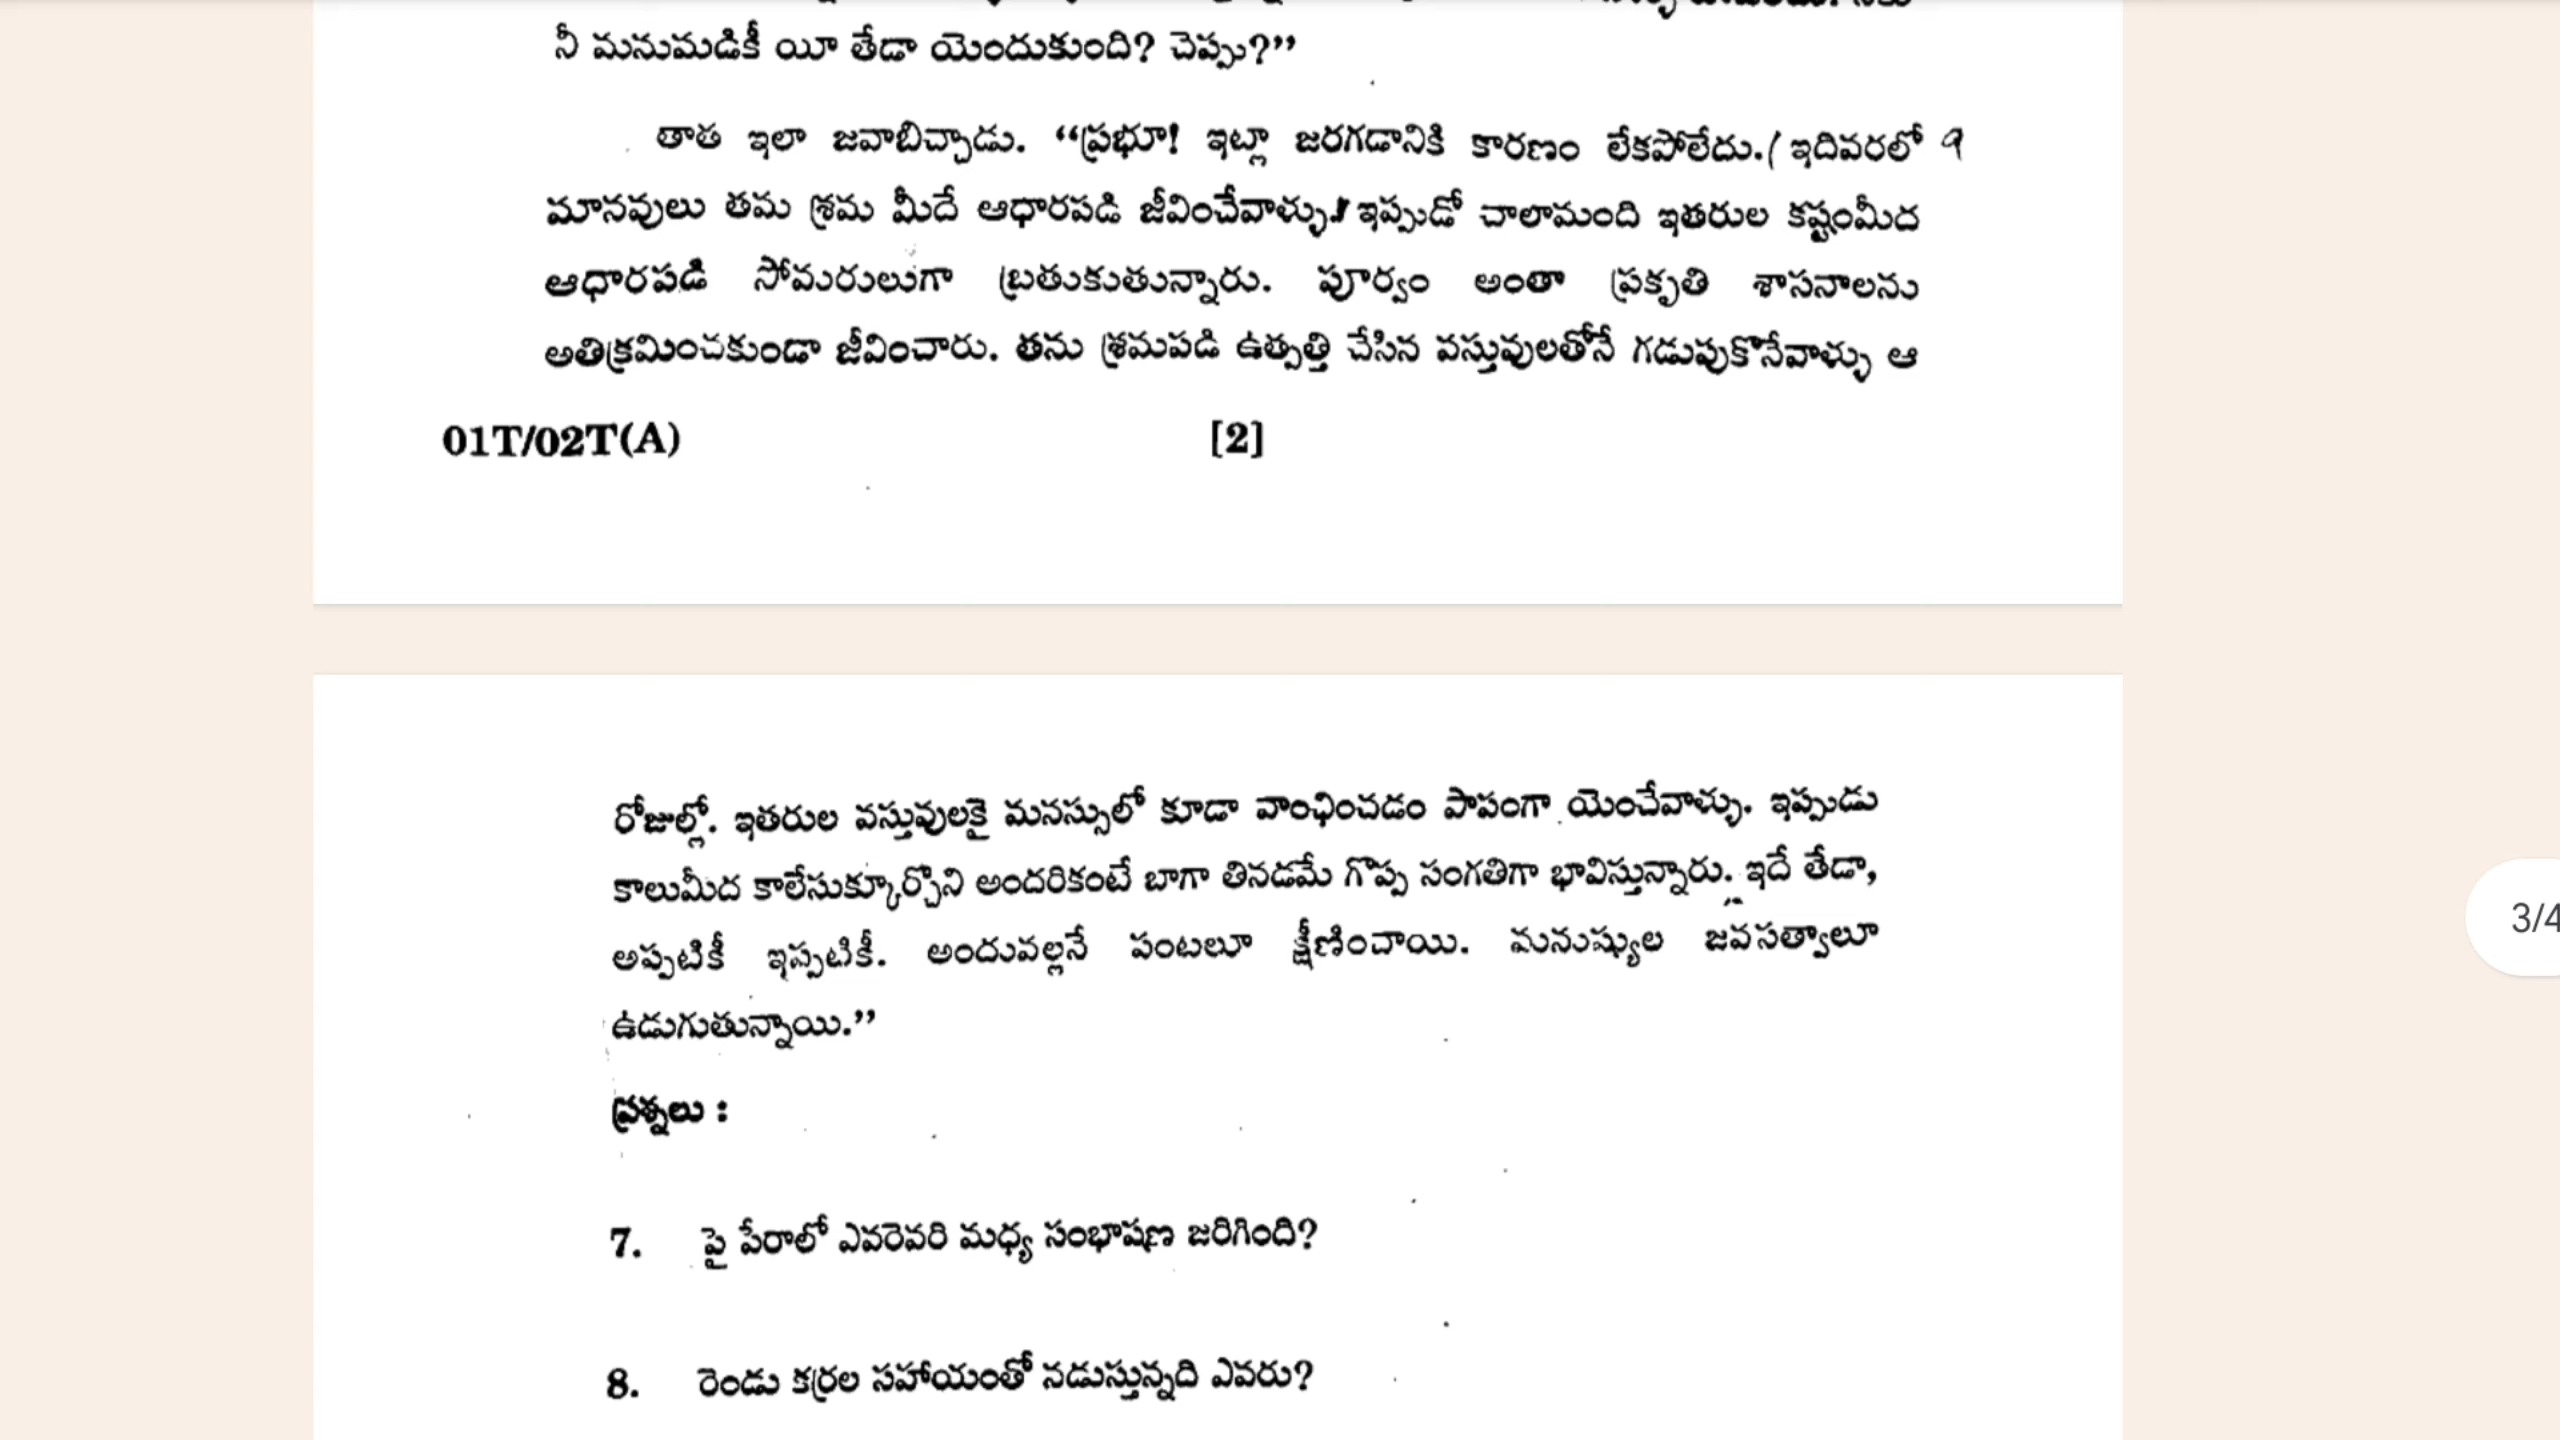 నీ మనుమడికీ యీ తేడా యెందుకుంది? చెప్పు?”
తాత ఇలా జవాబిచ్చాడు. “ప్రభూ! ఇట్లా జరగడానికి కారణం లేకపోలేదు. ఇదివరలో
మానవులు తమ శ్రమ మీదే ఆధారపడి జీవించేవాళ్ళు. ఇప్పుడో చాలామంది ఇతరుల కష్టంమీద
ఆధారపడి సోమరులుగా బ్రతుకుతున్నారు. పూర్వం అంతా ప్రకృతి శాసనాలను
అతిక్రమించకుండా జీవించారు. తను శ్రమపడి ఉత్పత్తి చేసిన వస్తువులతోనే గడుపుకొనేవాళ్ళు ఆ
01T/02T(A) [2]
రోజుల్లో. ఇతరుల వస్తువులకై మనస్సులో కూడా వాంఛించడం పాపంగా యెంచేవాళ్ళు. ఇప్పుడు
కాలుమీద కాలేసుక్కూర్చొని అందరికంటే బాగా తినడమే గొప్ప సంగతిగా భావిస్తున్నారు. ఇదే తేడా,
అప్పటికీ ఇప్పటికీ. అందువల్లనే పంటలూ క్షీణించాయి. మనుష్యుల జవసత్వాలూ
ఉడుగుతున్నాయి.”
ప్రశ్నలు :
7. పై పేరాలో ఎవరెవరి మధ్య సంభాషణ జరిగింది?
8. రెండు కర్రల సహాయంతో నడుస్తున్నది ఎవరు?
3/4